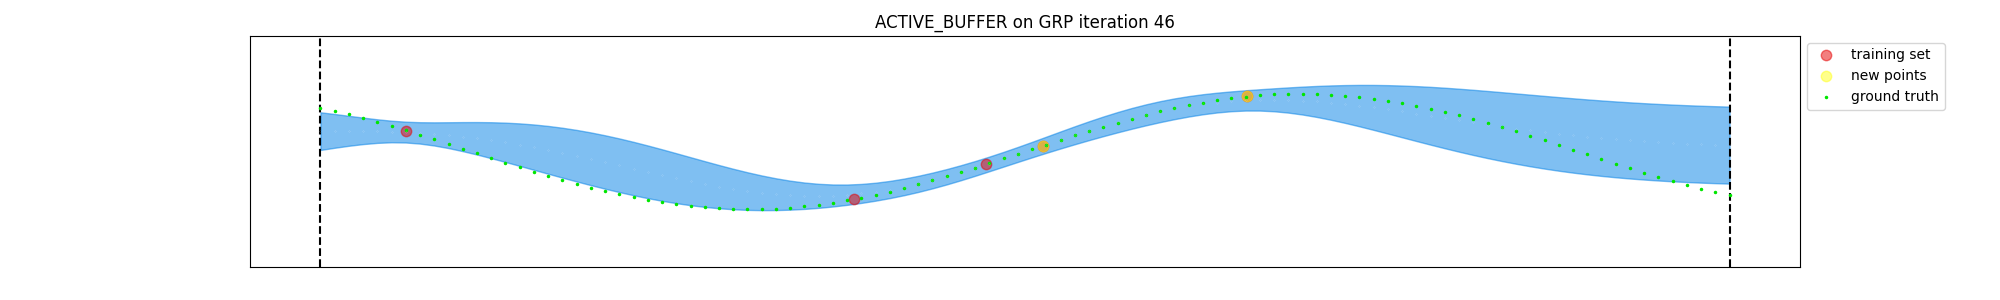 ACTIVE_BUFFER on GRP iteration 46
training set
new points
ground truth